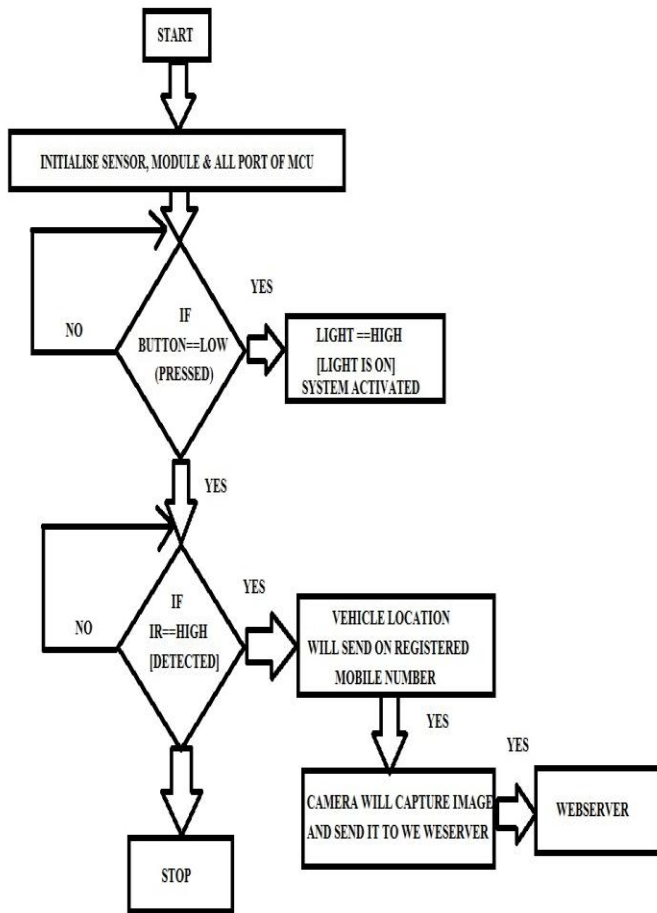 START
INITIALISE SENSOR, MODULE & ALL PORT OF MCU
IF
BUTTON==LOW
(PRESSED)
NO
YES
LIGHT ==HIGH
[LIGHT IS ON]
SYSTEM ACTIVATED
YES
IF
IR==HIGH
[DETECTED]
NO
YES
VEHICLE LOCATION
WILL SEND ON REGISTERED
MOBILE NUMBER
YES
CAMERA WILL CAPTURE IMAGE
AND SEND IT TO WE WESERVER
YES
WEBSERVER
STOP